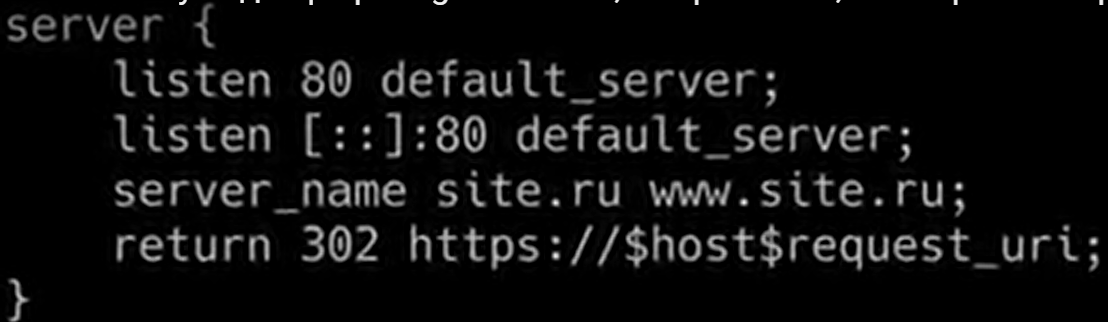 server {
    listen 80 default_server;
    listen [::]:80 default_server;
    server_name site.ru www.site.ru;
    return 302 https://$host$request_uri;
}